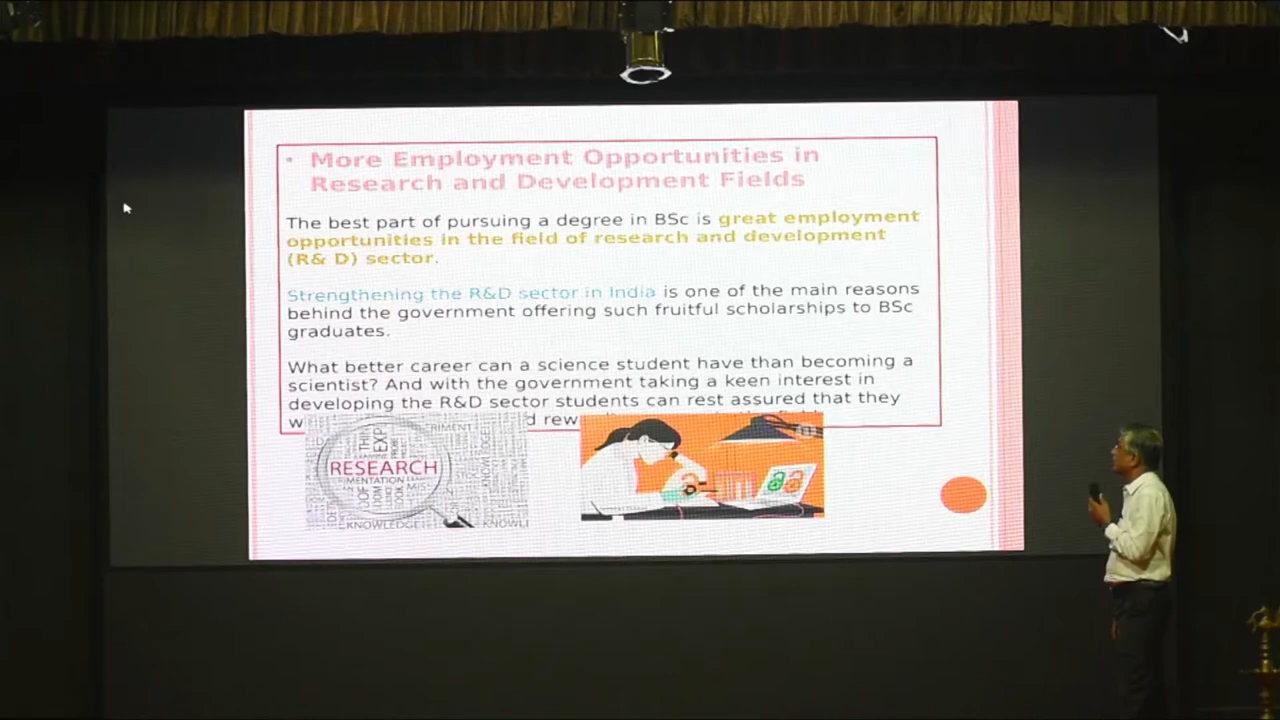 • More Employment Opportunities in
Research and Development Fields
The best part of pursuing a degree in BSc is great employment
opportunities in the field of research and development
(R& D) sector.
Strengthening the R&D sector in India is one of the main reasons
behind the government offering such fruitful scholarships to BSc
graduates.
What better career can a science student have than becoming a
scientist? And with the government taking a keen interest in
developing the R&D sector students can rest assured that they
EXP
THIN
RESEARCH
KNOWLEDGE
KNOWLEDGE